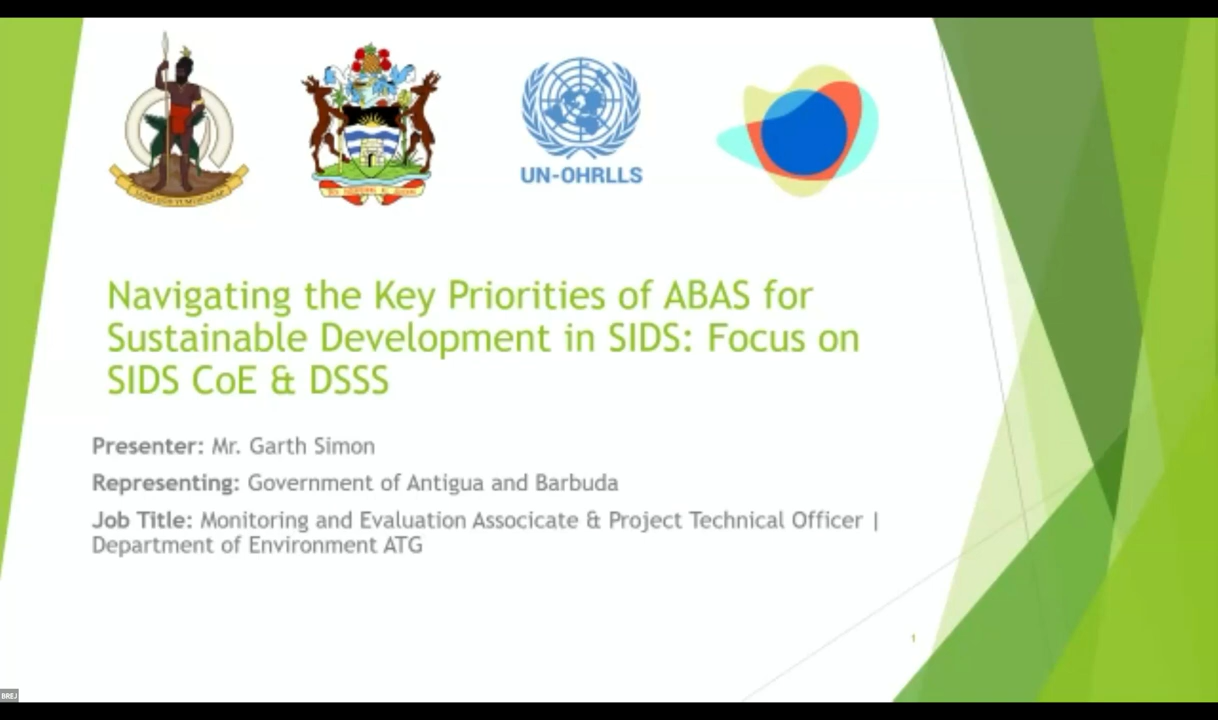 UN-OHRLLS
Navigating the Key Priorities of ABAS for
Sustainable Development in SIDS: Focus on
SIDS CoE & DSSS
Presenter: Mr. Garth Simon
Representing: Government of Antigua and Barbuda
Job Title: Monitoring and Evaluation Associcate & Project Technical Officer |
Department of Environment ATG
1
BREJ